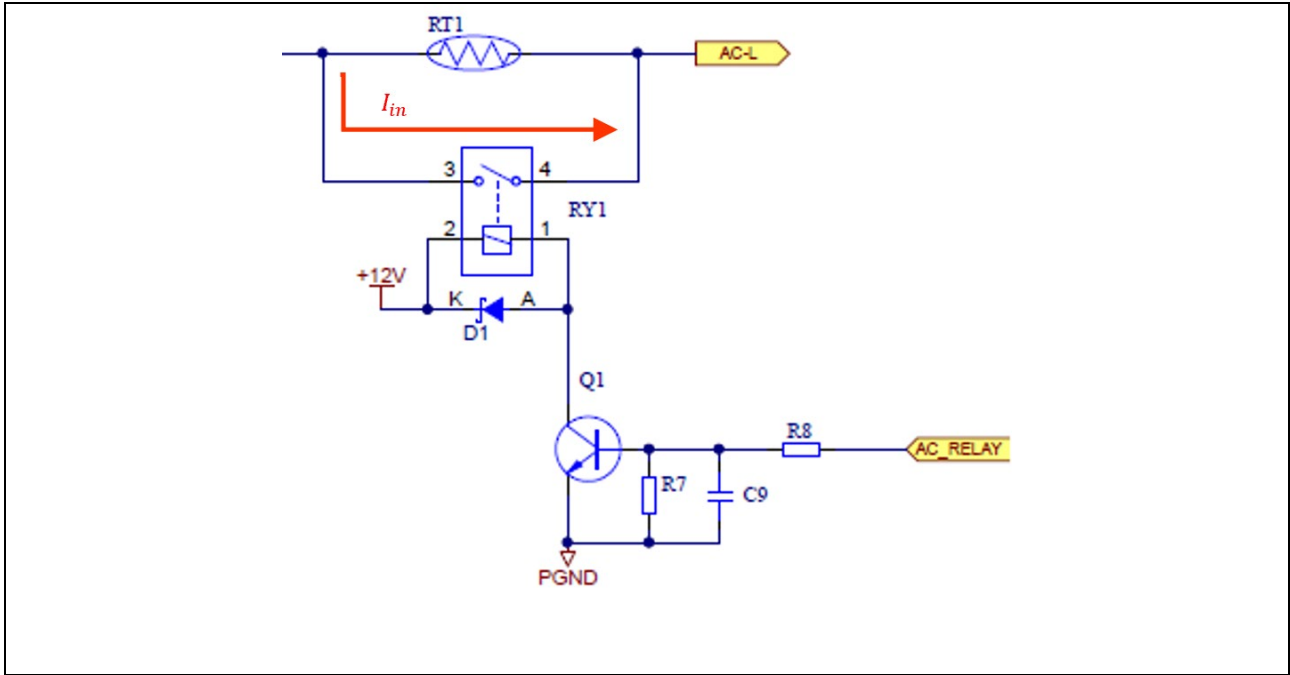 RT1
AC-L
I_in
3 4
RY1
2 1
+12V
K A
D1
Q1
R8
AC_RELAY
R7 C9
PGND